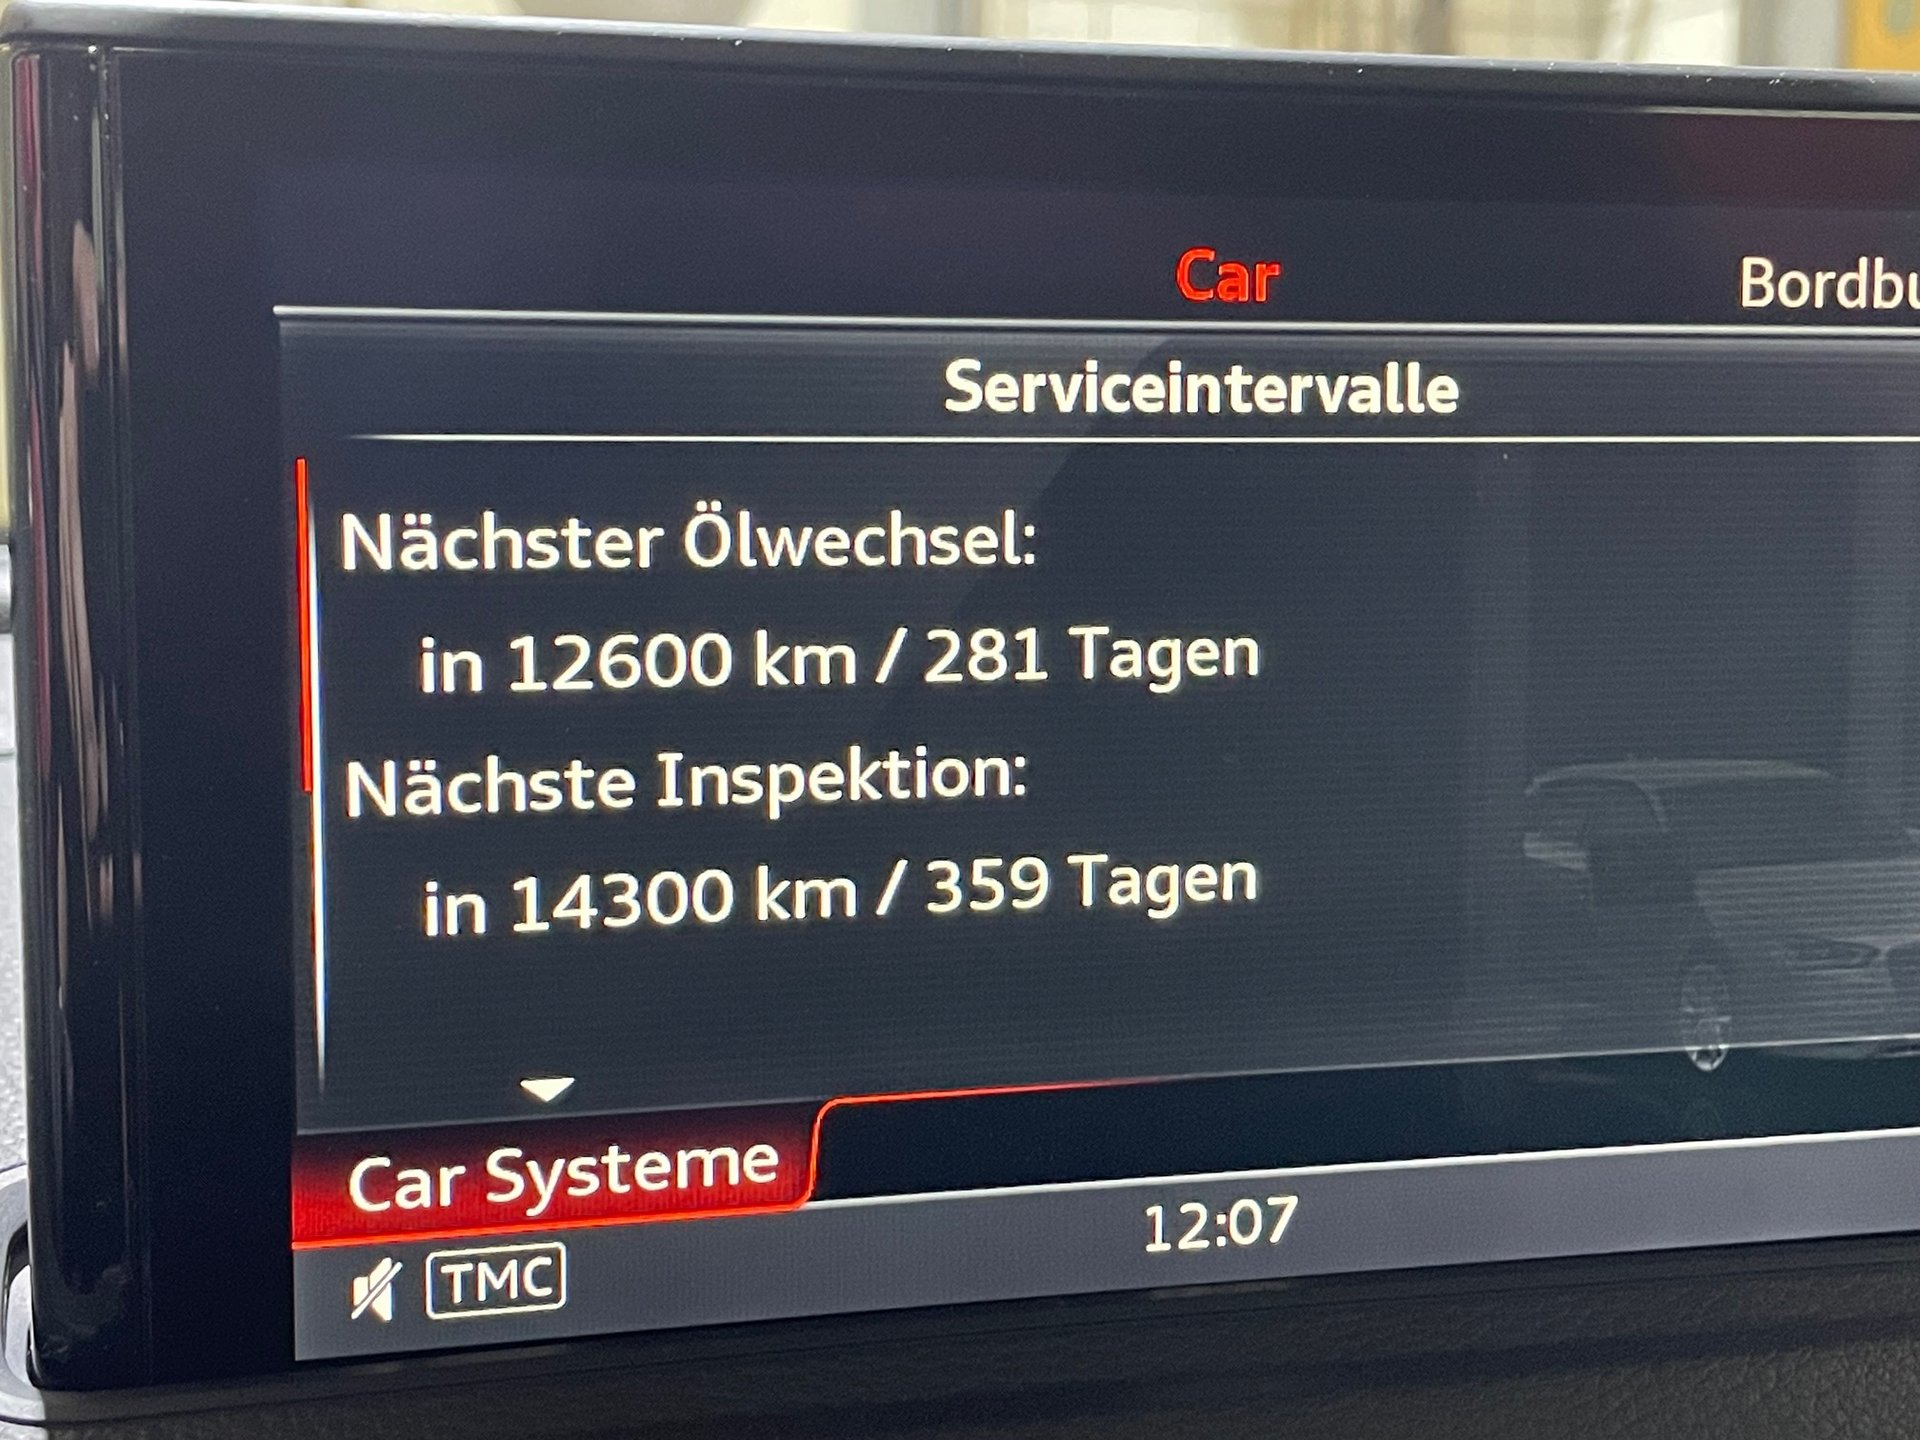 Car
Bordbu
Serviceintervalle
Nächster Ölwechsel:
in 12600 km / 281 Tagen
Nächste Inspektion:
in 14300 km / 359 Tagen
Car Systeme
12:07
TMC